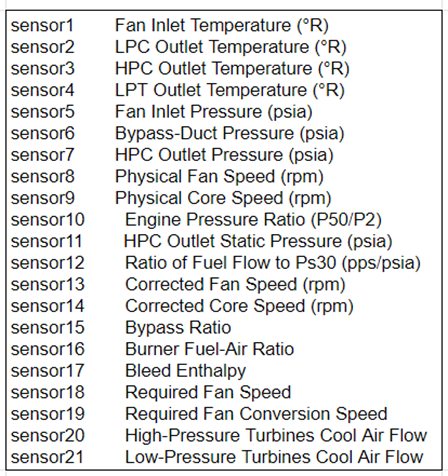 sensor1 Fan Inlet Temperature (°R)
sensor2 LPC Outlet Temperature (°R)
sensor3 HPC Outlet Temperature (°R)
sensor4 LPT Outlet Temperature (°R)
sensor5 Fan Inlet Pressure (psia)
sensor6 Bypass-Duct Pressure (psia)
sensor7 HPC Outlet Pressure (psia)
sensor8 Physical Fan Speed (rpm)
sensor9 Physical Core Speed (rpm)
sensor10 Engine Pressure Ratio (P50/P2)
sensor11 HPC Outlet Static Pressure (psia)
sensor12 Ratio of Fuel Flow to Ps30 (pps/psia)
sensor13 Corrected Fan Speed (rpm)
sensor14 Corrected Core Speed (rpm)
sensor15 Bypass Ratio
sensor16 Burner Fuel-Air Ratio
sensor17 Bleed Enthalpy
sensor18 Required Fan Speed
sensor19 Required Fan Conversion Speed
sensor20 High-Pressure Turbines Cool Air Flow
sensor21 Low-Pressure Turbines Cool Air Flow